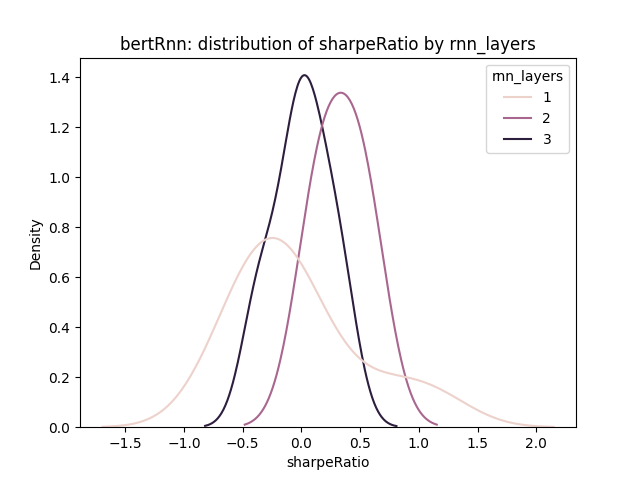 bertRnn: distribution of sharpeRatio by rnn_layers
rnn_layers
1
2
3
Density
1.4
1.2
1.0
0.8
0.6
0.4
0.2
0.0
−1.5 −1.0 −0.5 0.0 0.5 1.0 1.5 2.0
sharpeRatio